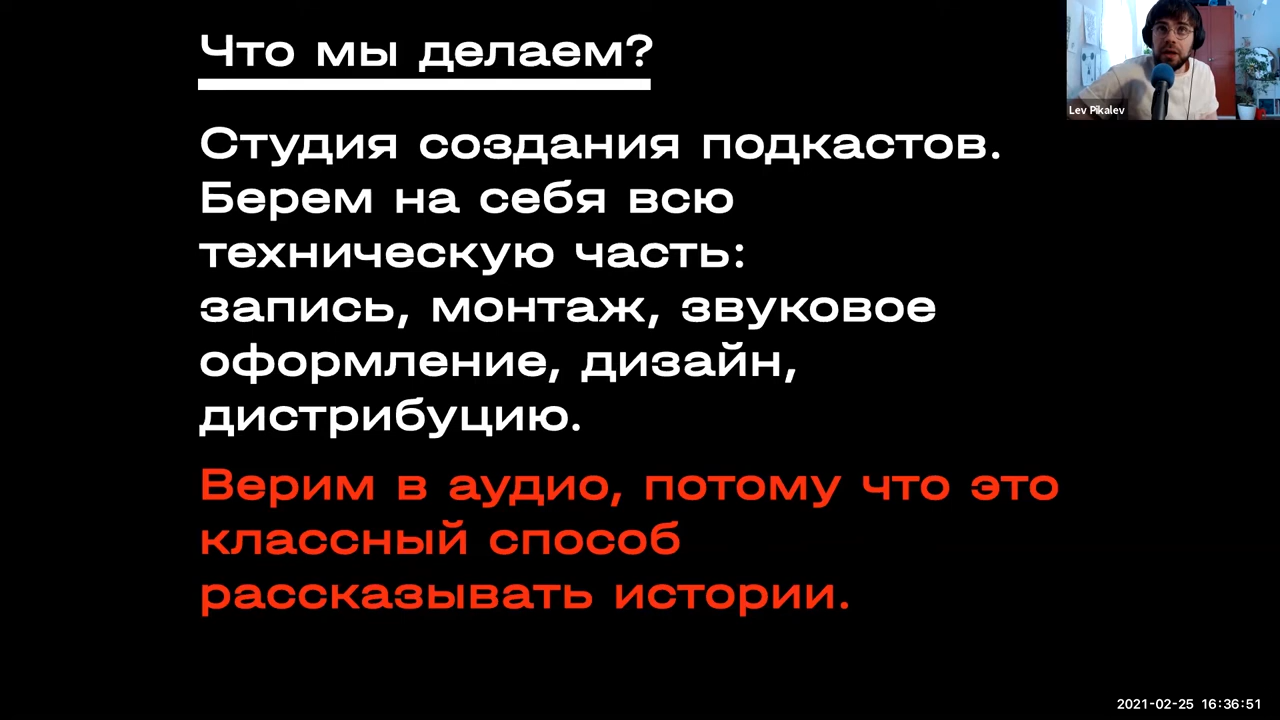 Что мы делаем?
Студия создания подкастов.
Берем на себя всю
техническую часть:
запись, монтаж, звуковое
оформление, дизайн,
дистрибуцию.
Верим в аудио, потому что это
классный способ
рассказывать истории.
Lev Pikalev
2021-02-25 16:36:51